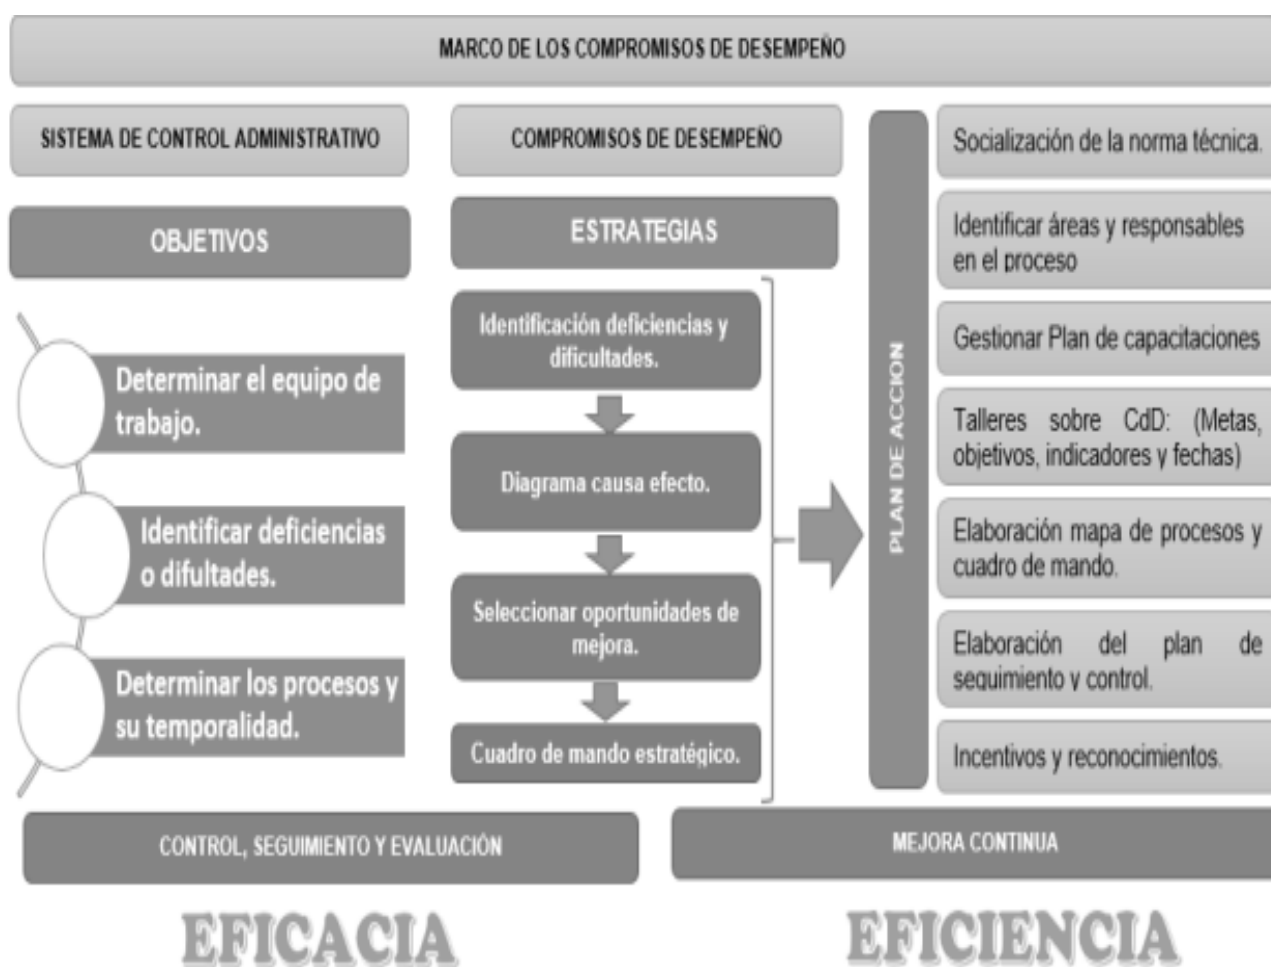 MARCO DE LOS COMPROMISOS DE DESEMPEÑO
SISTEMA DE CONTROL ADMINISTRATIVO
OBJETIVOS
Determinar el equipo de
trabajo.
Identificar deficiencias
o difultades.
Determinar los procesos y
su temporalidad.
COMPROMISOS DE DESEMPEÑO
ESTRATEGIAS
Identificación deficiencias y
dificultades.
Diagrama causa efecto.
Seleccionar oportunidades de
mejora.
Cuadro de mando estratégico.
PLAN DE ACCION
Socialización de la norma técnica.
Identificar áreas y responsables
en el proceso
Gestionar Plan de capacitaciones
Talleres sobre CdD: (Metas,
objetivos, indicadores y fechas)
Elaboración mapa de procesos y
cuadro de mando.
Elaboración del plan de
seguimiento y control.
Incentivos y reconocimientos.
CONTROL, SEGUIMIENTO Y EVALUACIÓN
MEJORA CONTINUA
EFICACIA
EFICIENCIA